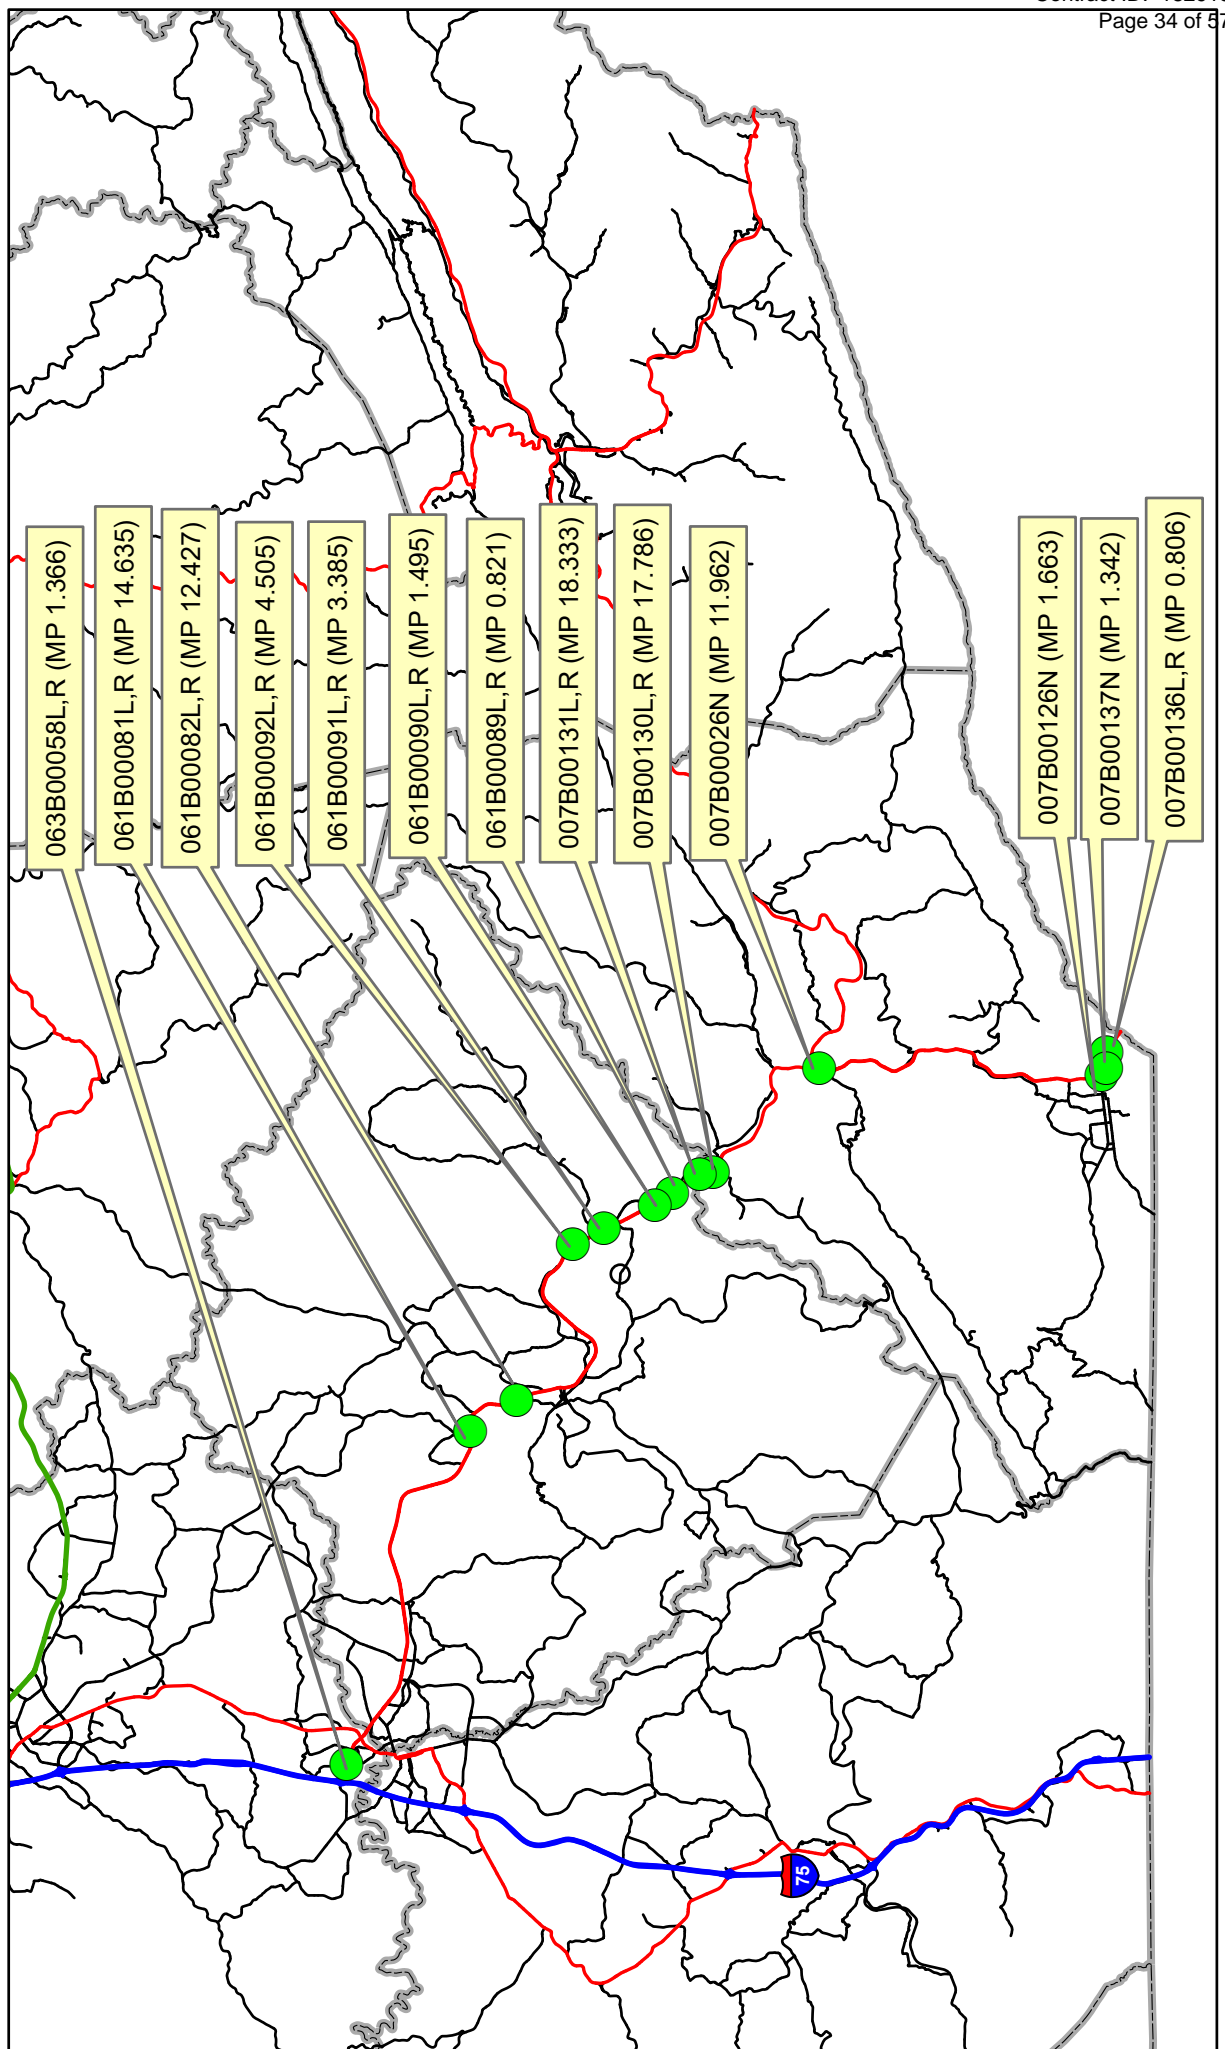 Page 34 of 57
063B00058L,R (MP 1.366)
061B00081L,R (MP 14.635)
061B00082L,R (MP 12.427)
061B00092L,R (MP 4.505)
061B00091L,R (MP 3.385)
061B00090L,R (MP 1.495)
061B00089L,R (MP 0.821)
007B00131L,R (MP 18.333)
007B00130L,R (MP 17.786)
007B00026N (MP 11.962)
007B00126N (MP 1.663)
007B00137N (MP 1.342)
007B00136L,R (MP 0.806)
75